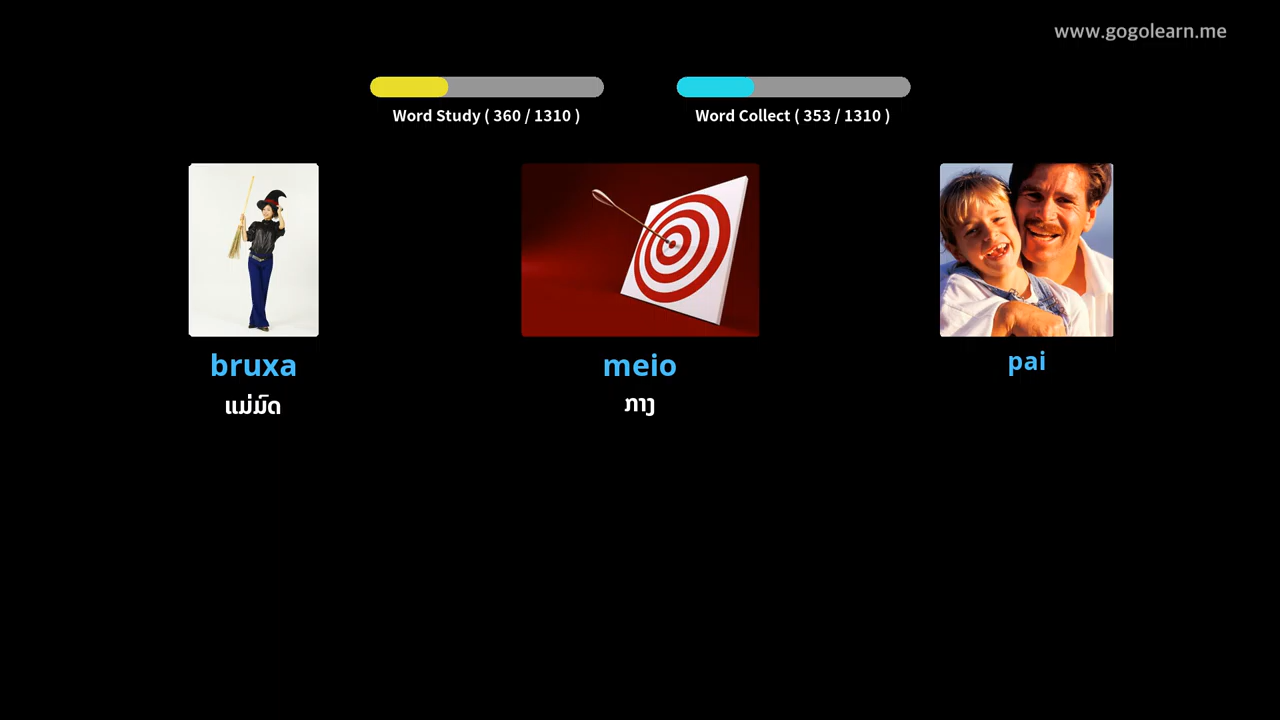 www.gogolearn.me
Word Study ( 360 / 1310 )
Word Collect ( 353 / 1310 )
bruxa
meio
pai
ແມ່ມົດ
ກາງ